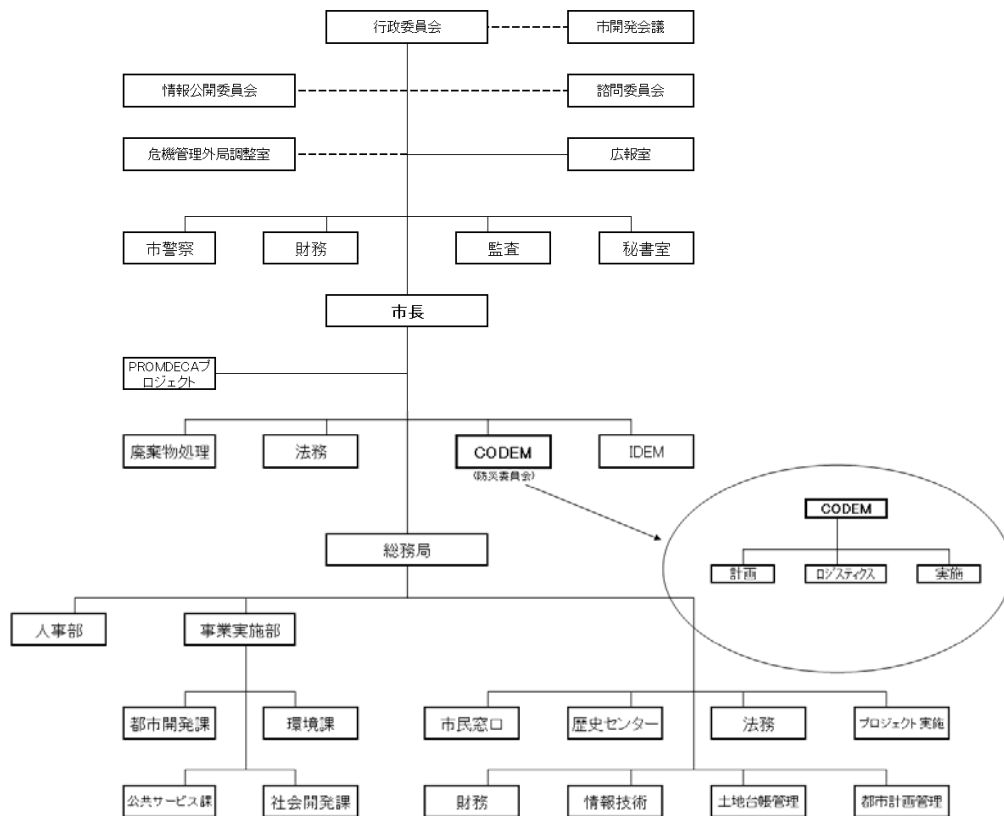 行政委員会
市開発会議
情報公開委員会
諮問委員会
危機管理外局調整室
広報室
市警察
財務
監査
秘書室
市長
PROMDECAプ
ロジェクト
廃棄物処理
法務
CODEM
(防災委員会)
IDEM
CODEM
計画
ロジスティクス
実施
総務局
人事部
事業実施部
都市開発課
環境課
市民窓口
歴史センター
法務
プロジェクト実施
公共サービス課
社会開発課
財務
情報技術
土地台帳管理
都市計画管理